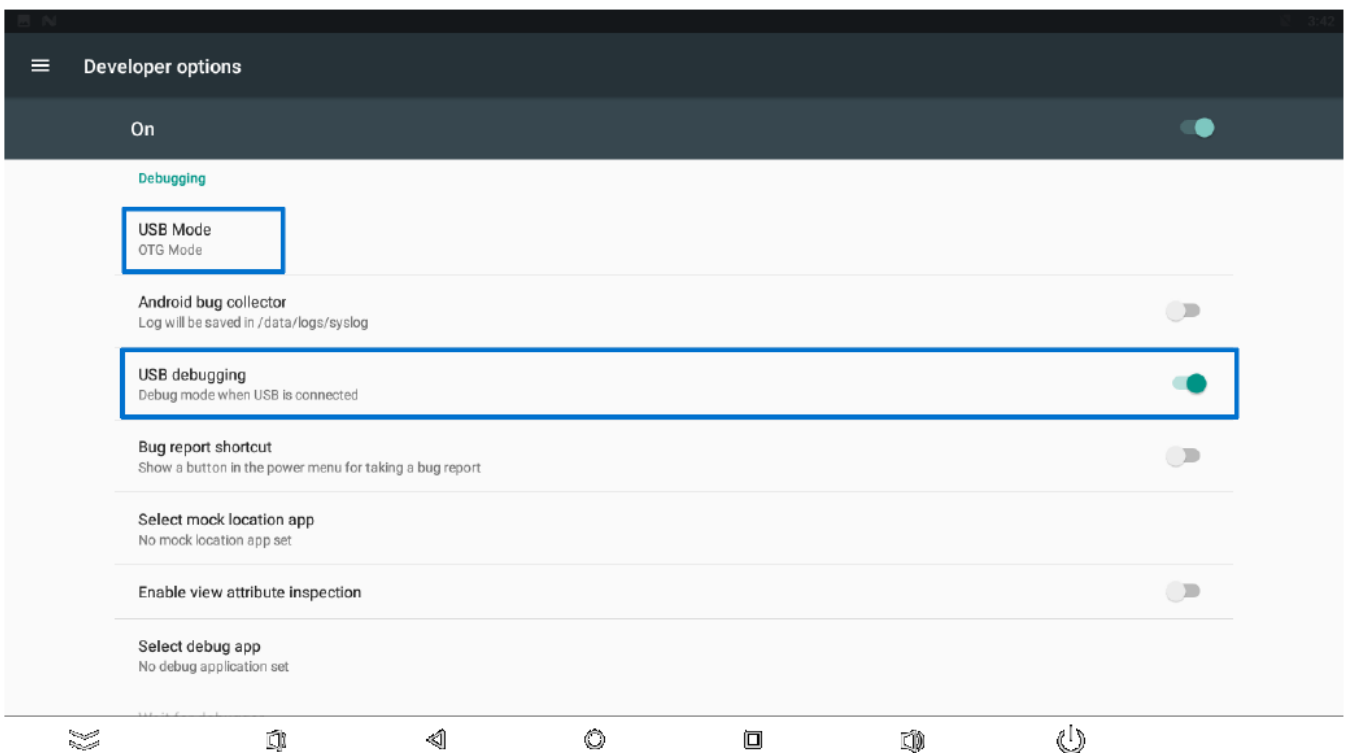 3:42
Developer options
On
Debugging
USB Mode
OTG Mode
Android bug collector
Log will be saved in /data/logs/syslog
USB debugging
Debug mode when USB is connected
Bug report shortcut
Show a button in the power menu for taking a bug report
Select mock location app
No mock location app set
Enable view attribute inspection
Select debug app
No debug application set